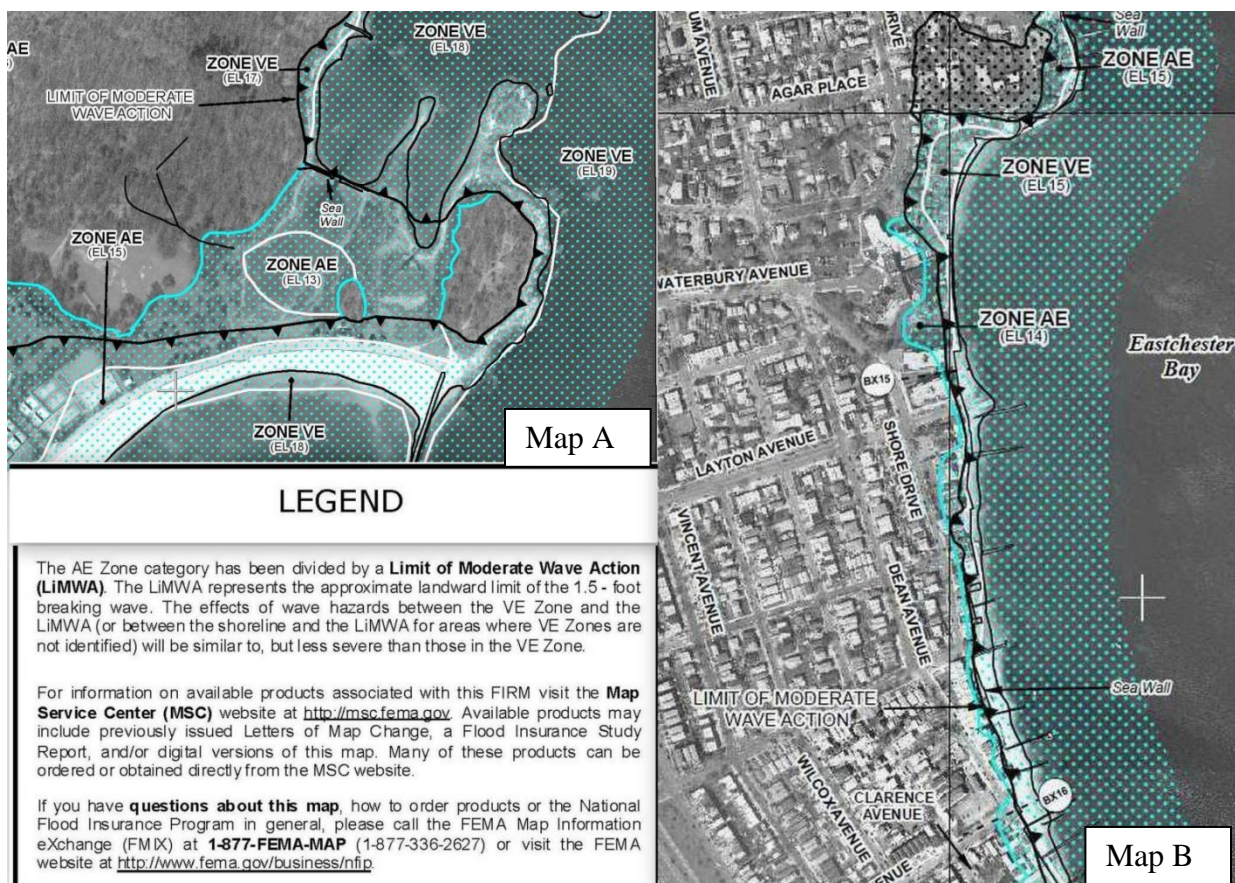 ZONE VE
(EL 18)
ZONE VE
(EL 17)
LIMIT OF MODERATE
WAVE ACTION
ZONE VE
(EL 19)
Sea
Wall
ZONE AE
(EL 15)
ZONE AE
(EL 13)
ZONE VE
(EL 18)
Map A
LEGEND
The AE Zone category has been divided by a Limit of Moderate Wave Action
(LiMWA). The LiMWA represents the approximate landward limit of the 1.5 - foot
breaking wave. The effects of wave hazards between the VE Zone and the
LiMWA (or between the shoreline and the LiMWA for areas where VE Zones are
not identified) will be similar to, but less severe than those in the VE Zone.
For information on available products associated with this FIRM visit the Map
Service Center (MSC) website at http://msc.fema.gov. Available products may
include previously issued Letters of Map Change, a Flood Insurance Study
Report, and/or digital versions of this map. Many of these products can be
ordered or obtained directly from the MSC website.
If you have questions about this map, how to order products or the National
Flood Insurance Program in general, please call the FEMA Map Information
eXchange (FMIX) at 1-877-FEMA-MAP (1-877-336-2627) or visit the FEMA
website at http://www.fema.gov/business/nfip.
UM AVENUE
DRIVE
Sea
Wall
ZONE AE
(EL 15)
AGAR PLACE
ZONE VE
(EL 15)
WATERBURY AVENUE
ZONE AE
(EL 14)
Eastchester
Bay
BX15
LAYTON AVENUE
SHORE DRIVE
VINCENT AVENUE
DEAN AVENUE
LIMIT OF MODERATE
WAVE ACTION
Sea Wall
WILCOX AVENUE
CLARENCE
AVENUE
BX16
Map B